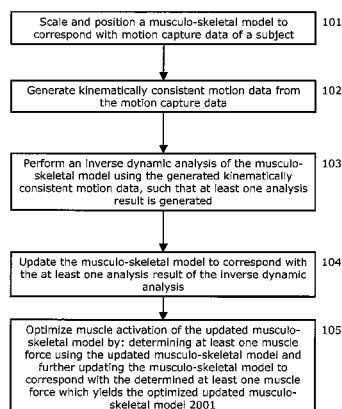 Scale and position a musculo-skeletal model to
correspond with motion capture data of a subject
101
Generate kinematically consistent motion data from
the motion capture data
102
Perform an inverse dynamic analysis of the musculo-
skeletal model using the generated kinematically
consistent motion data, such that at least one analysis
result is generated
103
Update the musculo-skeletal model to correspond with
the at least one analysis result of the inverse dynamic
analysis
104
Optimize muscle activation of the updated musculo-
skeletal model by: determining at least one muscle
force using the updated musculo-skeletal model and
further updating the musculo-skeletal model to
correspond with the determined at least one muscle
force which yields the optimized updated musculo-
skeletal model 2001
105